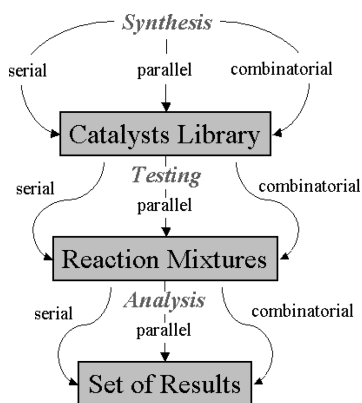 Synthesis
serial
parallel
combinatorial
Catalysts Library
Testing
serial
parallel
combinatorial
Reaction Mixtures
Analysis
serial
parallel
combinatorial
Set of Results